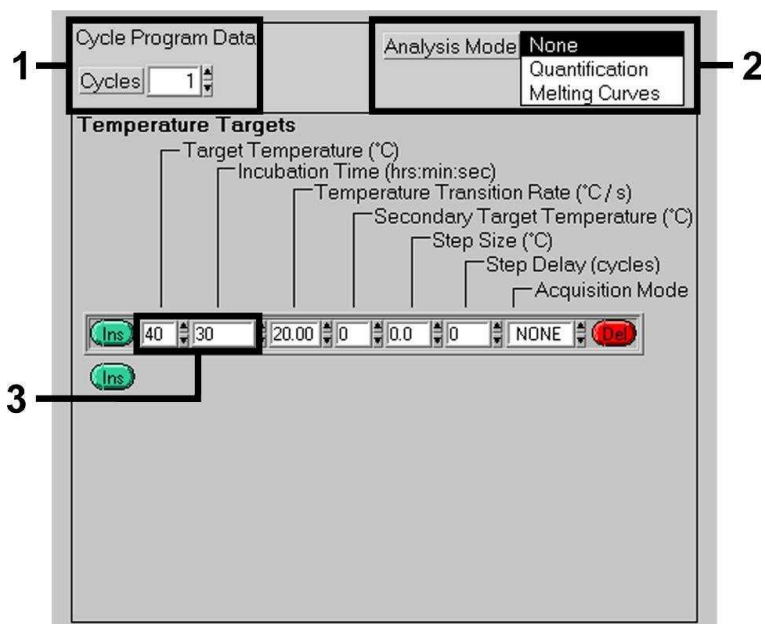 1
Cycle Program Data
Cycles 1
Analysis Mode None
Quantification
Melting Curves
2
Temperature Targets
Target Temperature (°C)
Incubation Time (hrs:min:sec)
Temperature Transition Rate (°C / s)
Secondary Target Temperature (°C)
Step Size (°C)
Step Delay (cycles)
Acquisition Mode
Ins 40 30 20.00 0 0.0 0 NONE Del
Ins
3